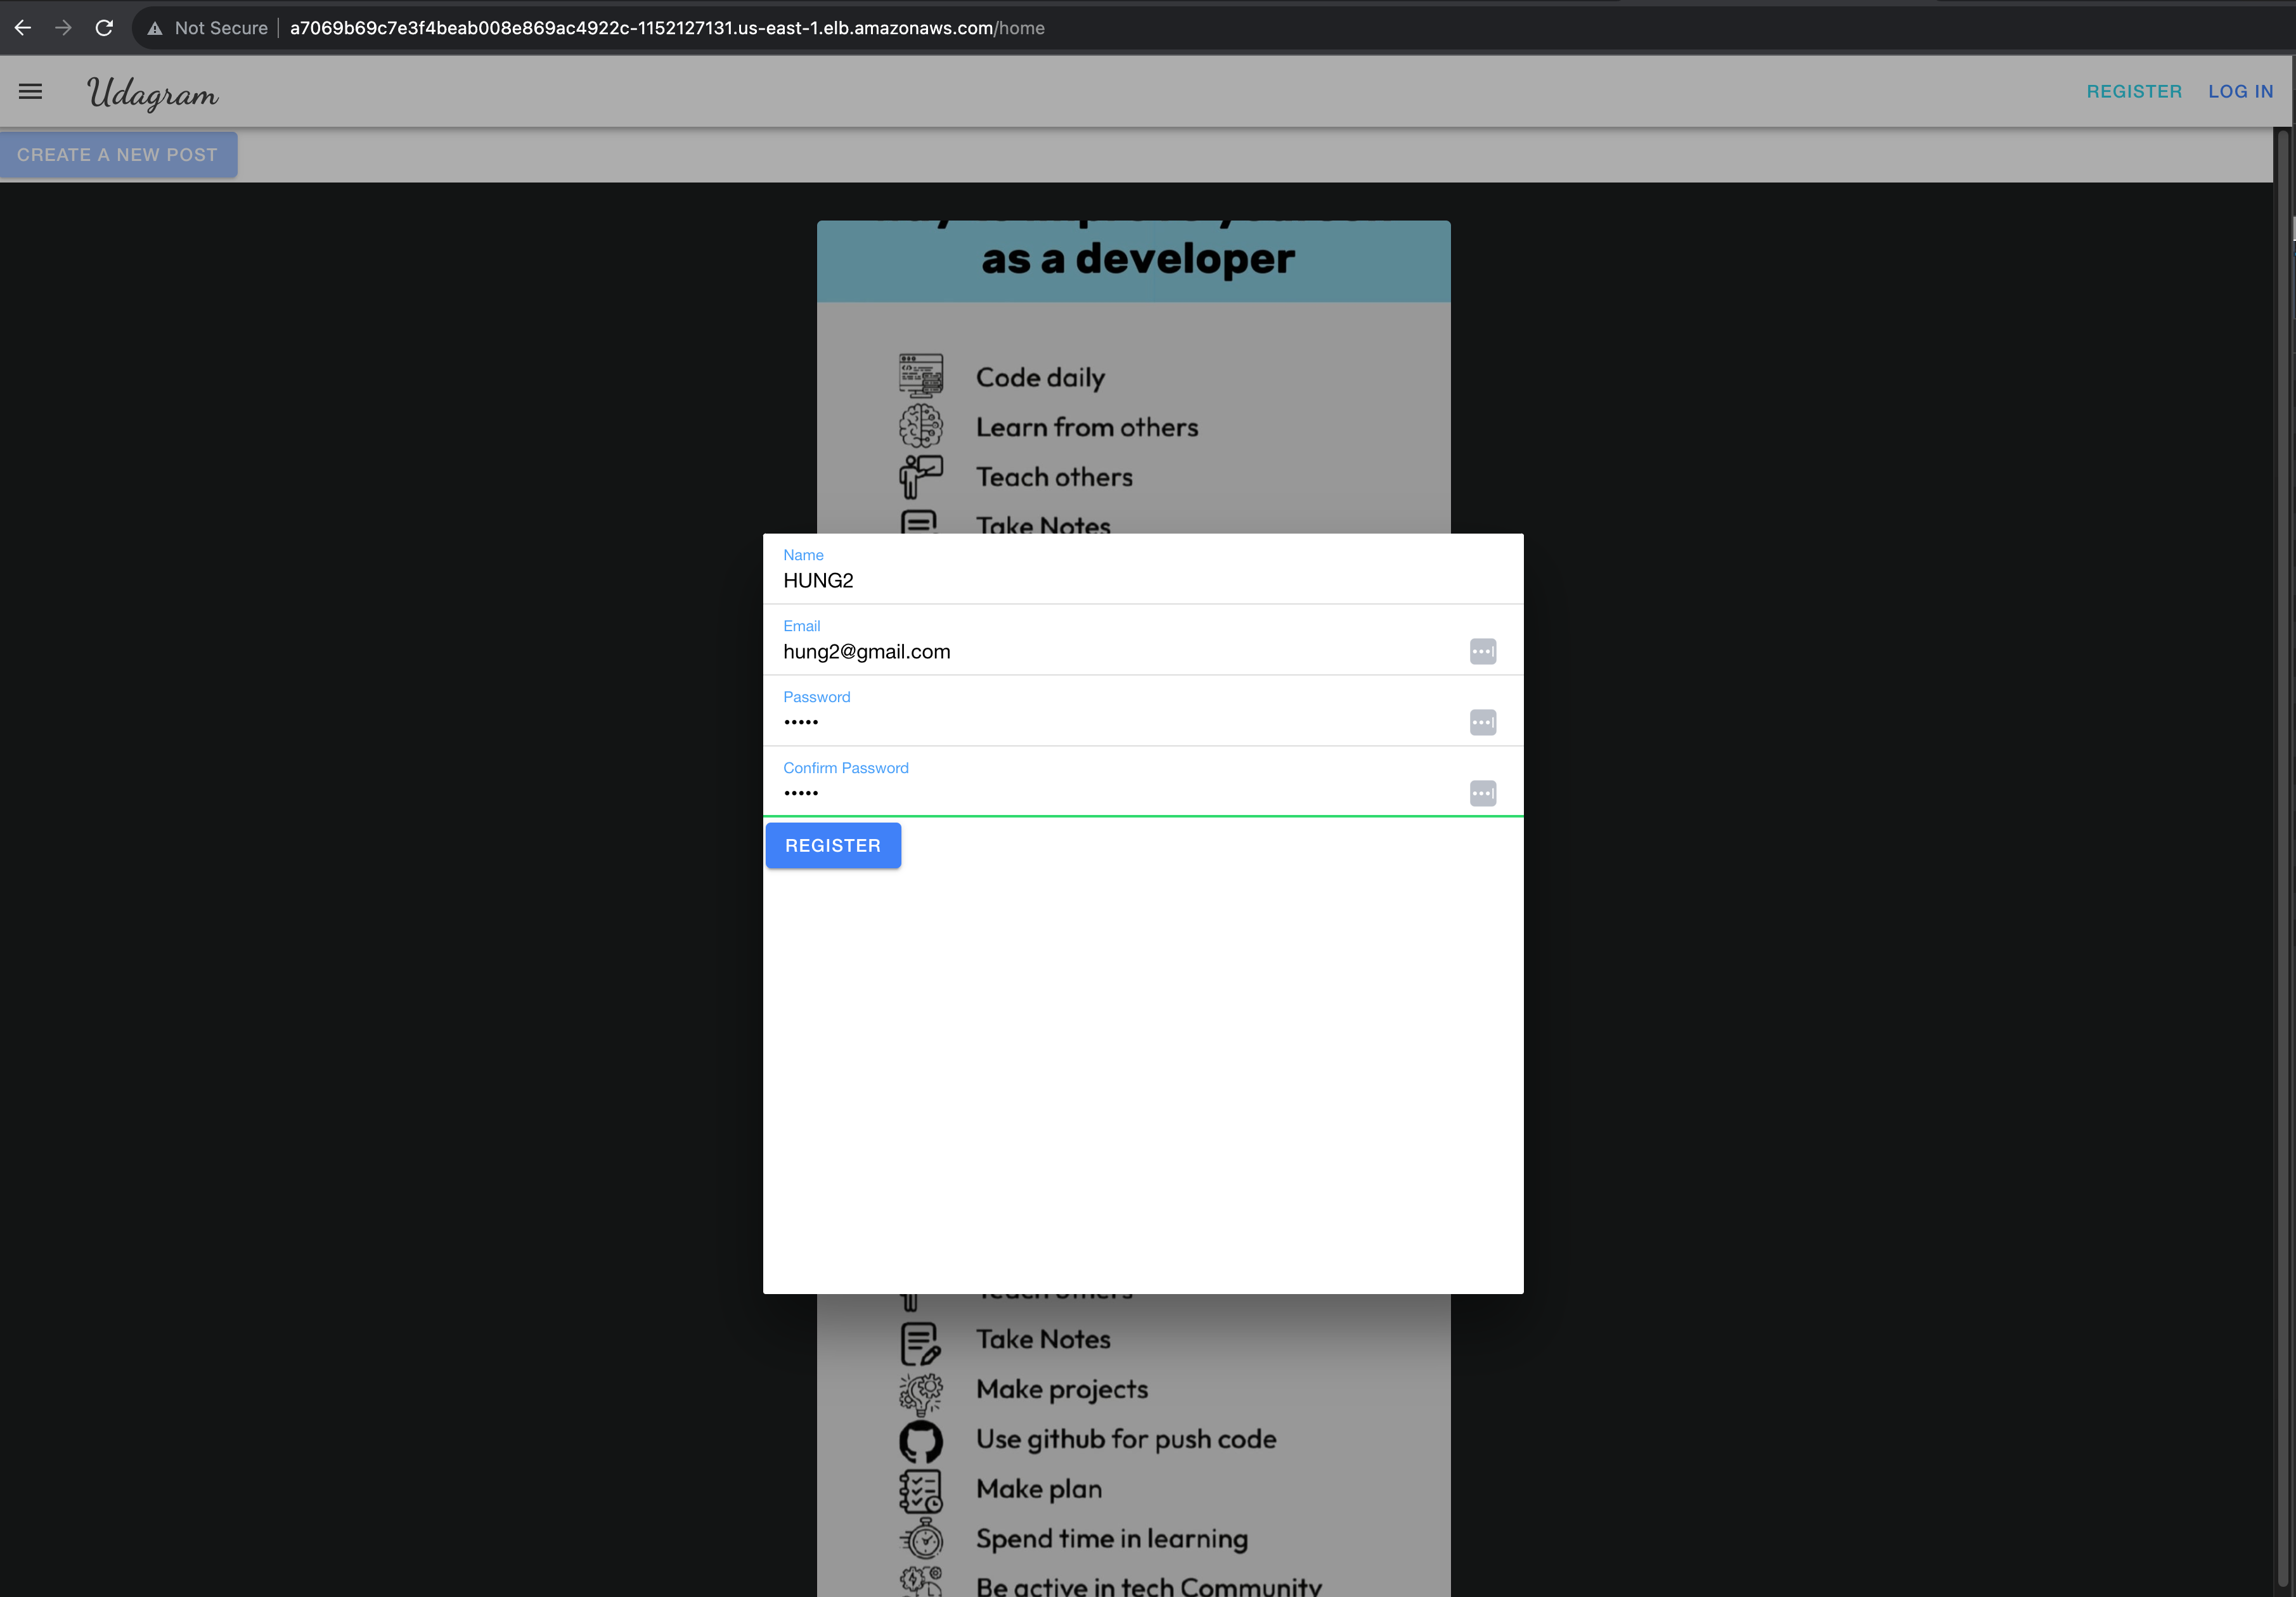 Not Secure a7069b69c7e3f4beab008e869ac4922c-1152127131.us-east-1.elb.amazonaws.com/home
Udagram
REGISTER LOG IN
CREATE A NEW POST
as a developer
Code daily
Learn from others
Teach others
Take Notes
Name
HUNG2
Email
hung2@gmail.com
Password
•••••
Confirm Password
•••••
REGISTER
Teach others
Take Notes
Make projects
Use github for push code
Make plan
Spend time in learning
Be active in tech Community